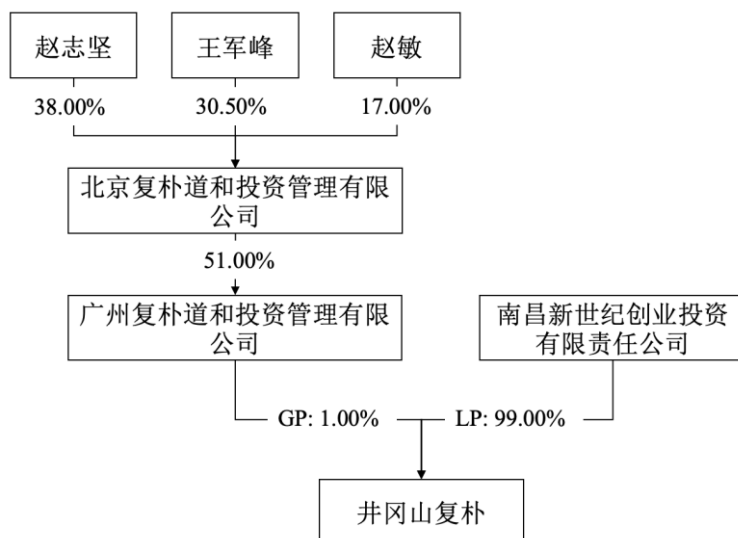 赵志坚
王军峰
赵敏
38.00%
30.50%
17.00%
北京复朴道和投资管理有限
公司
51.00%
广州复朴道和投资管理有限
公司
南昌新世纪创业投资
有限责任公司
GP: 1.00%
LP: 99.00%
井冈山复朴